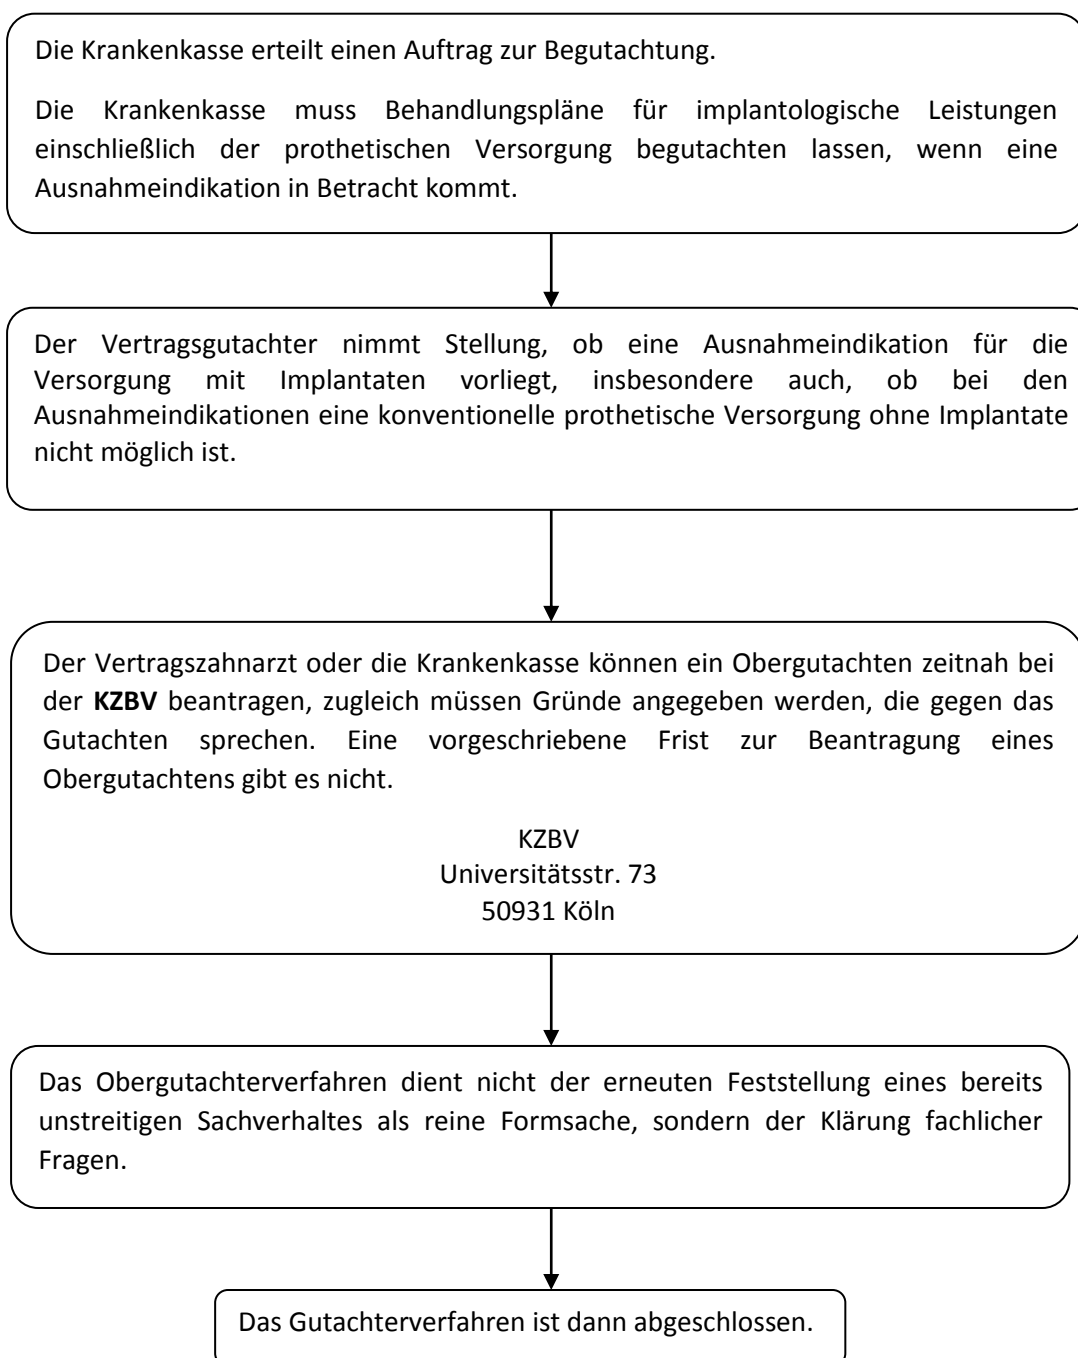 Die Krankenkasse erteilt einen Auftrag zur Begutachtung.
Die Krankenkasse muss Behandlungspläne für implantologische Leistungen
einschließlich der prothetischen Versorgung begutachten lassen, wenn eine
Ausnahmeindikation in Betracht kommt.
Der Vertragsgutachter nimmt Stellung, ob eine Ausnahmeindikation für die
Versorgung mit Implantaten vorliegt, insbesondere auch, ob bei den
Ausnahmeindikationen eine konventionelle prothetische Versorgung ohne Implantate
nicht möglich ist.
Der Vertragszahnarzt oder die Krankenkasse können ein Obergutachten zeitnah bei
der KZBV beantragen, zugleich müssen Gründe angegeben werden, die gegen das
Gutachten sprechen. Eine vorgeschriebene Frist zur Beantragung eines
Obergutachtens gibt es nicht.
KZBV
Universitätsstr. 73
50931 Köln
Das Obergutachterverfahren dient nicht der erneuten Feststellung eines bereits
unstreitigen Sachverhaltes als reine Formsache, sondern der Klärung fachlicher
Fragen.
Das Gutachterverfahren ist dann abgeschlossen.